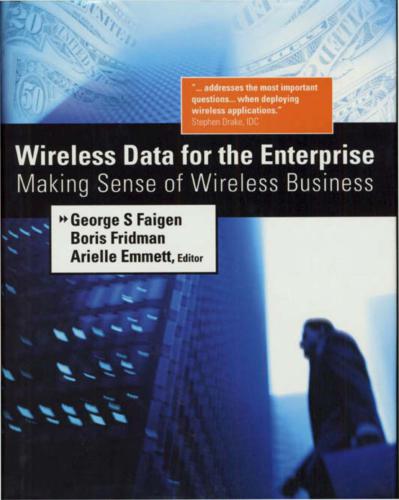 "... addresses the most important
questions... when deploying
wireless applications."
Stephen Drake, IDC
Wireless Data for the Enterprise
Making Sense of Wireless Business
George S Faigen
Boris Fridman
Arielle Emmett, Editor